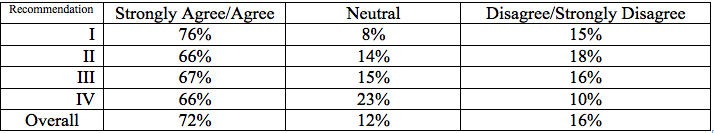 Recommendation Strongly Agree/Agree Neutral Disagree/Strongly Disagree
I 76% 8% 15%
II 66% 14% 18%
III 67% 15% 16%
IV 66% 23% 10%
Overall 72% 12% 16%